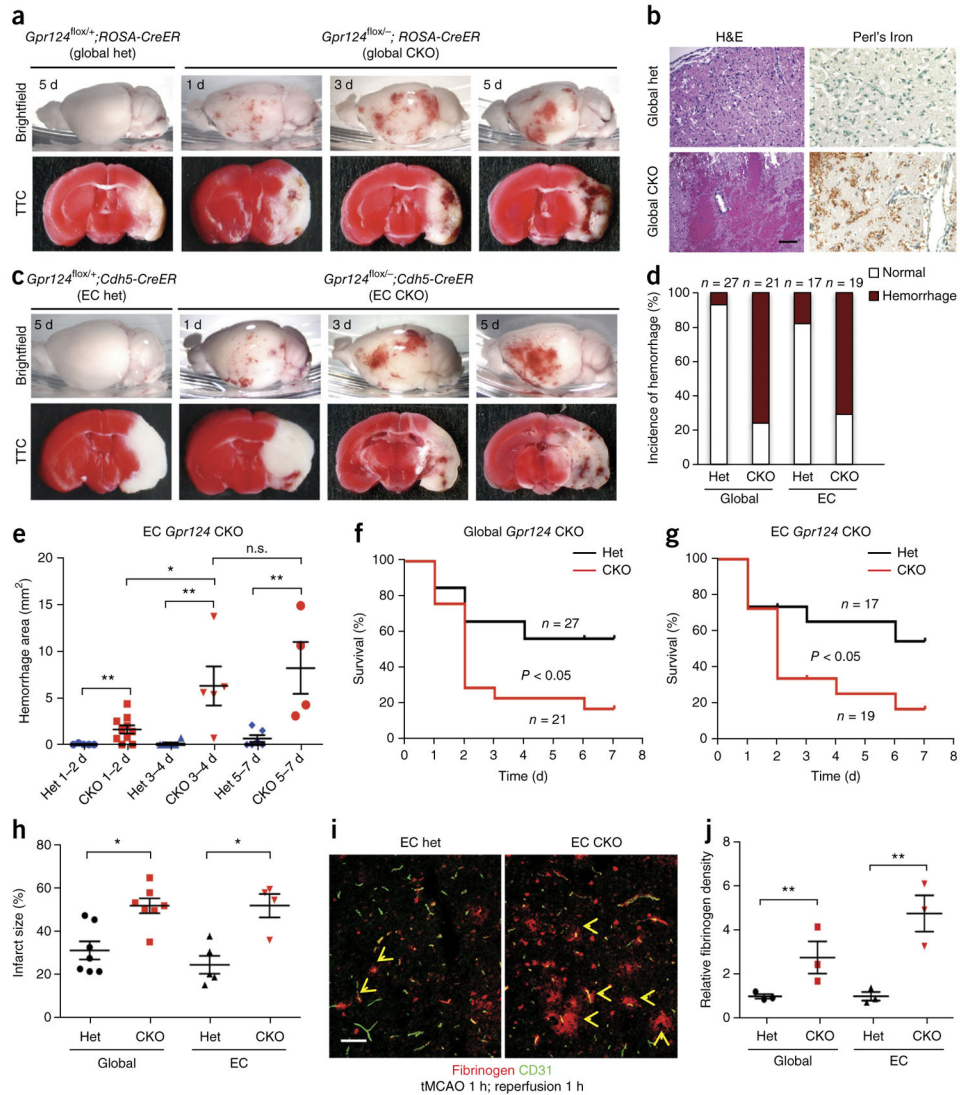 a
Gpr124flox/+;ROSA-CreER
(global het)
Gpr124flox/–; ROSA-CreER
(global CKO)
Brightfield
5 d
1 d
3 d
5 d
TTC
b
H&E
Perl's Iron
Global het
Global CKO
c
Gpr124flox/+;Cdh5-CreER
(EC het)
Gpr124flox/–;Cdh5-CreER
(EC CKO)
Brightfield
5 d
1 d
3 d
5 d
TTC
d
Normal
Hemorrhage
n = 27 n = 21 n = 17 n = 19
Incidence of hemorrhage (%)
100
80
60
40
20
0
Het CKO Het CKO
Global EC
e
EC Gpr124 CKO
Hemorrhage area (mm2)
20
15
10
5
0
n.s.
*
**
**
**
Het 1–2 d
CKO 1–2 d
Het 3–4 d
CKO 3–4 d
Het 5–7 d
CKO 5–7 d
f
Global Gpr124 CKO
Het
CKO
Survival (%)
100
80
60
40
20
0
n = 27
P < 0.05
n = 21
0 1 2 3 4 5 6 7 8
Time (d)
g
EC Gpr124 CKO
Het
CKO
Survival (%)
100
80
60
40
20
0
n = 17
P < 0.05
n = 19
0 1 2 3 4 5 6 7 8
Time (d)
h
Infarct size (%)
80
60
40
20
0
* *
Het CKO Het CKO
Global EC
i
EC het EC CKO
Fibrinogen CD31
tMCAO 1 h; reperfusion 1 h
j
Relative fibrinogen density
8
6
4
2
0
**
**
Het CKO Het CKO
Global EC